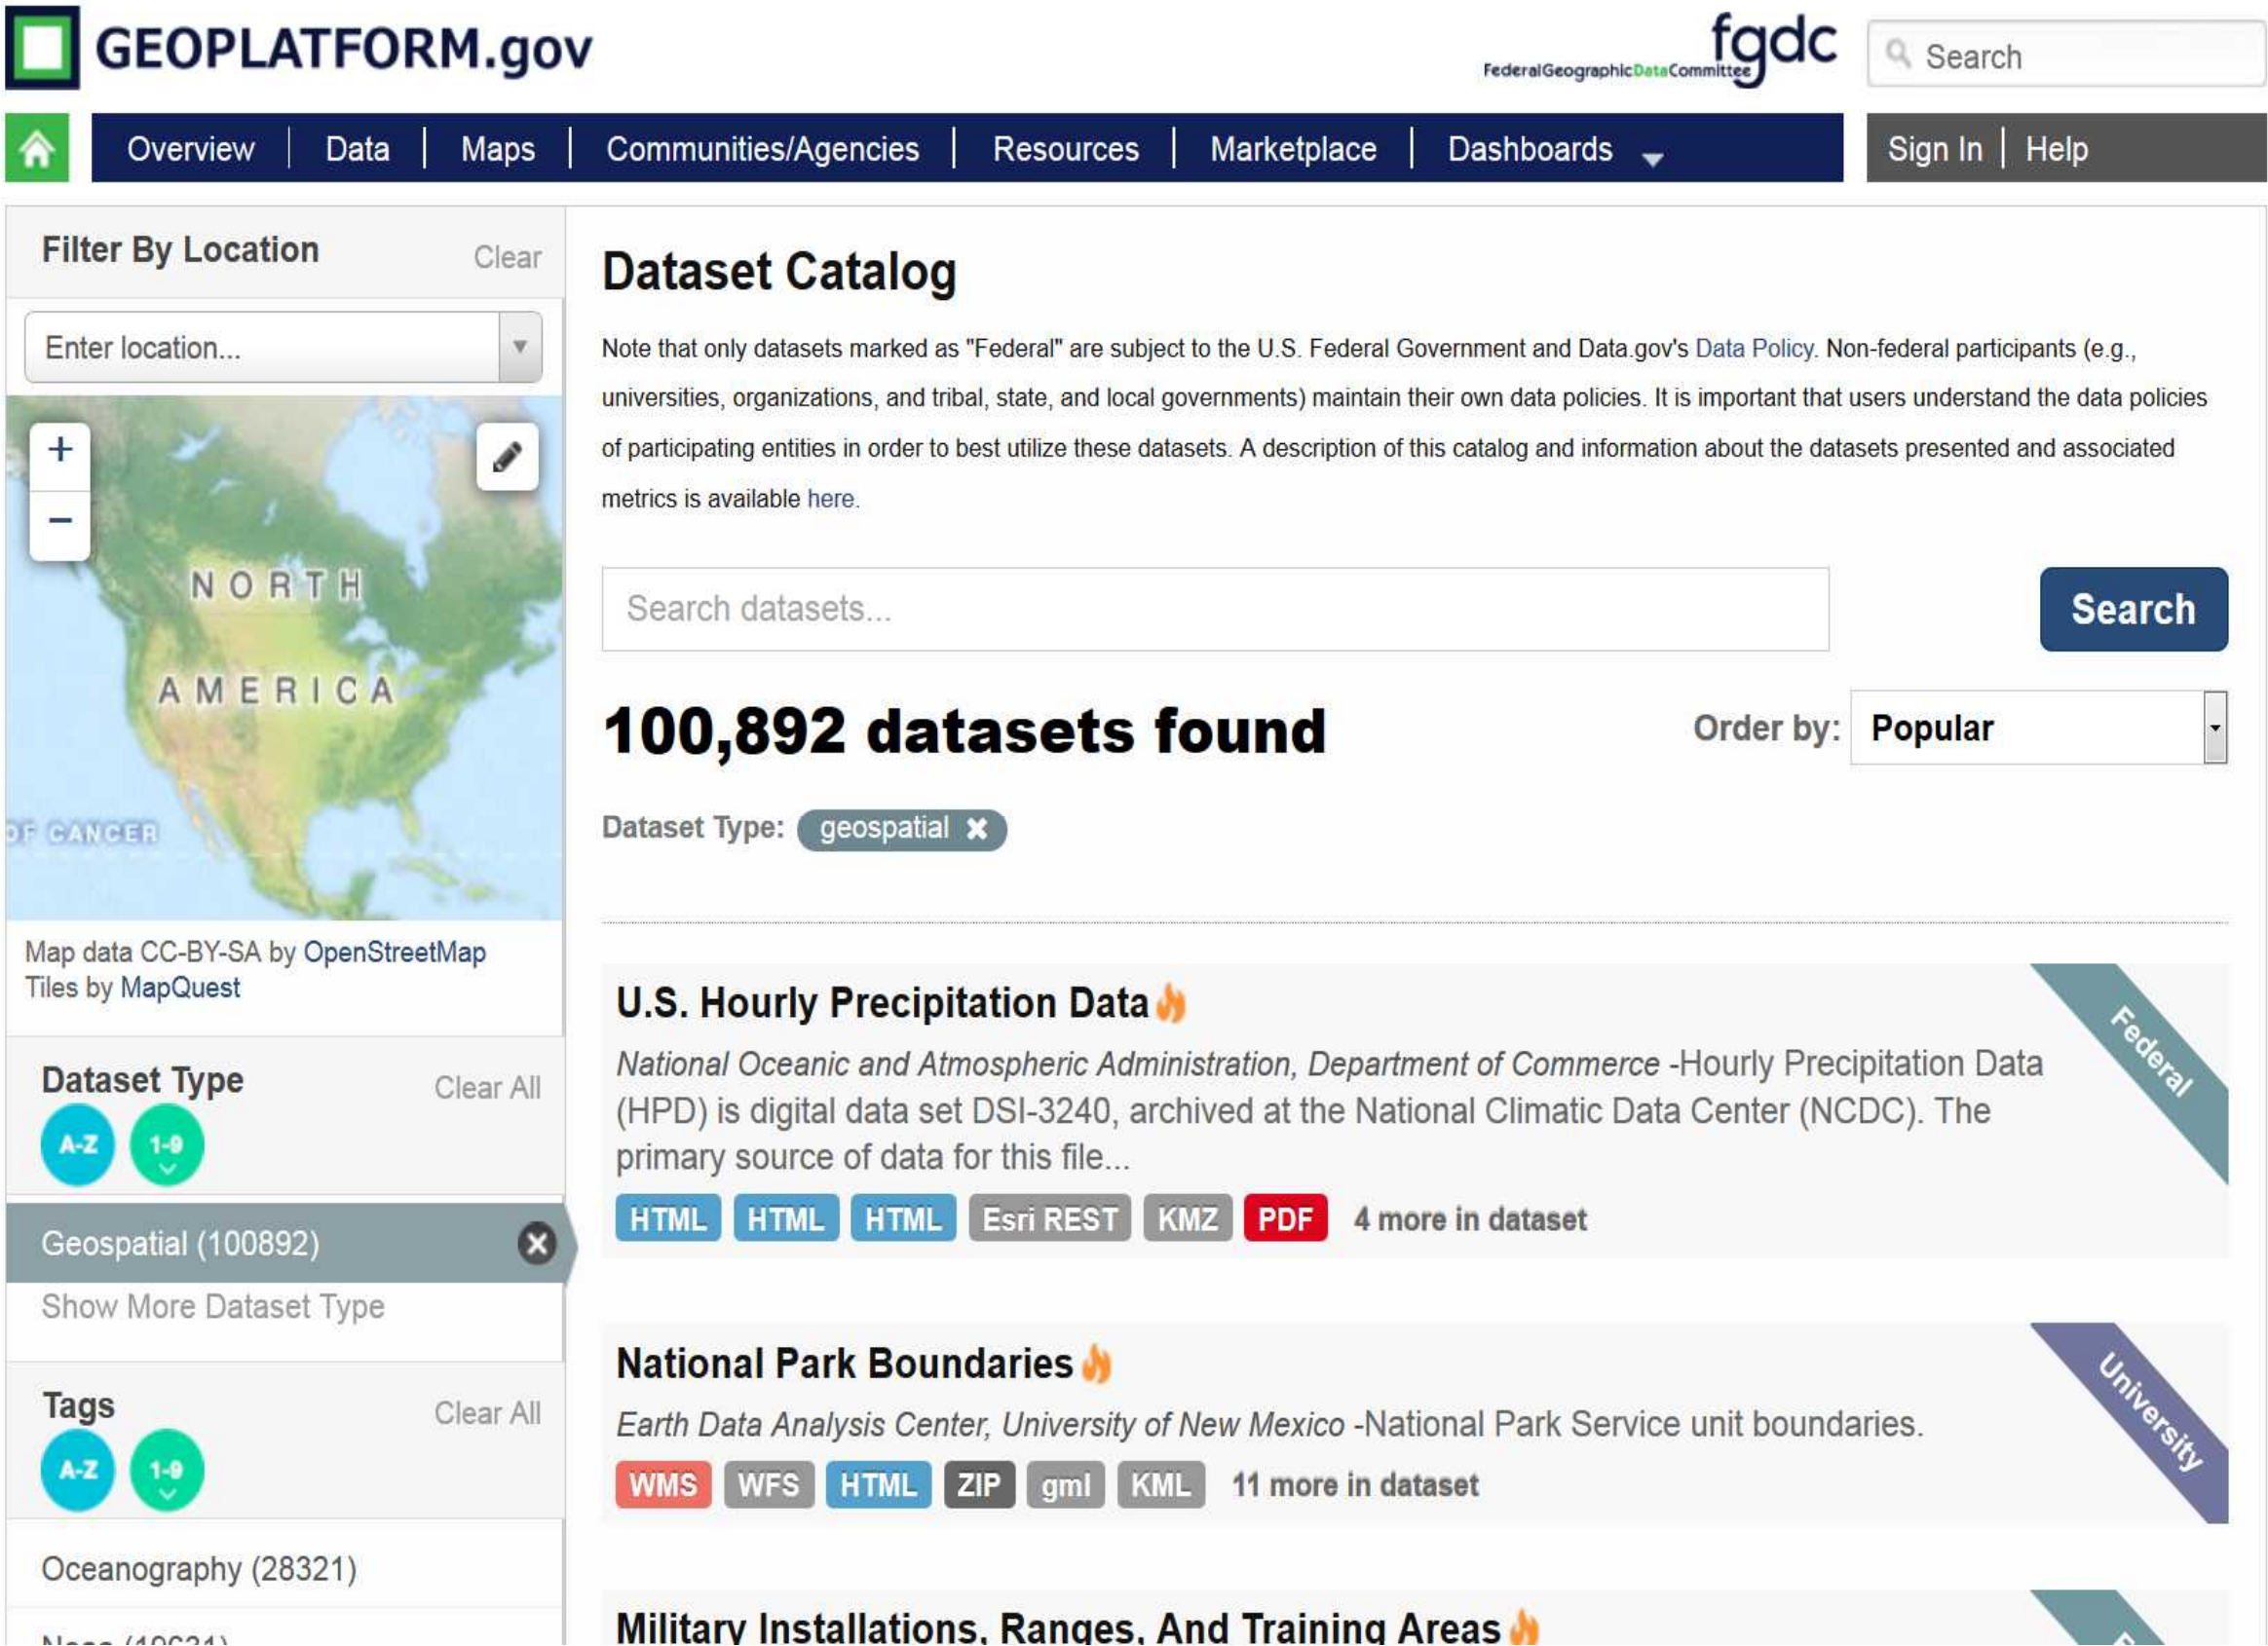 GEOPLATFORM.gov
fgdc
FederalGeographicDataCommittee
Search
Overview | Data | Maps | Communities/Agencies | Resources | Marketplace | Dashboards
Sign In | Help
Filter By Location
Clear
Enter location...
+
−
NORTH
AMERICA
OF CANCER
Map data CC-BY-SA by OpenStreetMap
Tiles by MapQuest
Dataset Type
Clear All
A-Z
1-9
Geospatial (100892)
Show More Dataset Type
Tags
Clear All
A-Z
1-9
Oceanography (28321)
Dataset Catalog
Note that only datasets marked as "Federal" are subject to the U.S. Federal Government and Data.gov's Data Policy. Non-federal participants (e.g.,
universities, organizations, and tribal, state, and local governments) maintain their own data policies. It is important that users understand the data policies
of participating entities in order to best utilize these datasets. A description of this catalog and information about the datasets presented and associated
metrics is available here.
Search datasets...
Search
100,892 datasets found
Order by: Popular
Dataset Type: geospatial ✖
U.S. Hourly Precipitation Data
Federal
National Oceanic and Atmospheric Administration, Department of Commerce -Hourly Precipitation Data
(HPD) is digital data set DSI-3240, archived at the National Climatic Data Center (NCDC). The
primary source of data for this file...
HTML HTML HTML Esri REST KMZ PDF 4 more in dataset
National Park Boundaries
University
Earth Data Analysis Center, University of New Mexico -National Park Service unit boundaries.
WMS WFS HTML ZIP gml KML 11 more in dataset
Military Installations, Ranges, And Training Areas